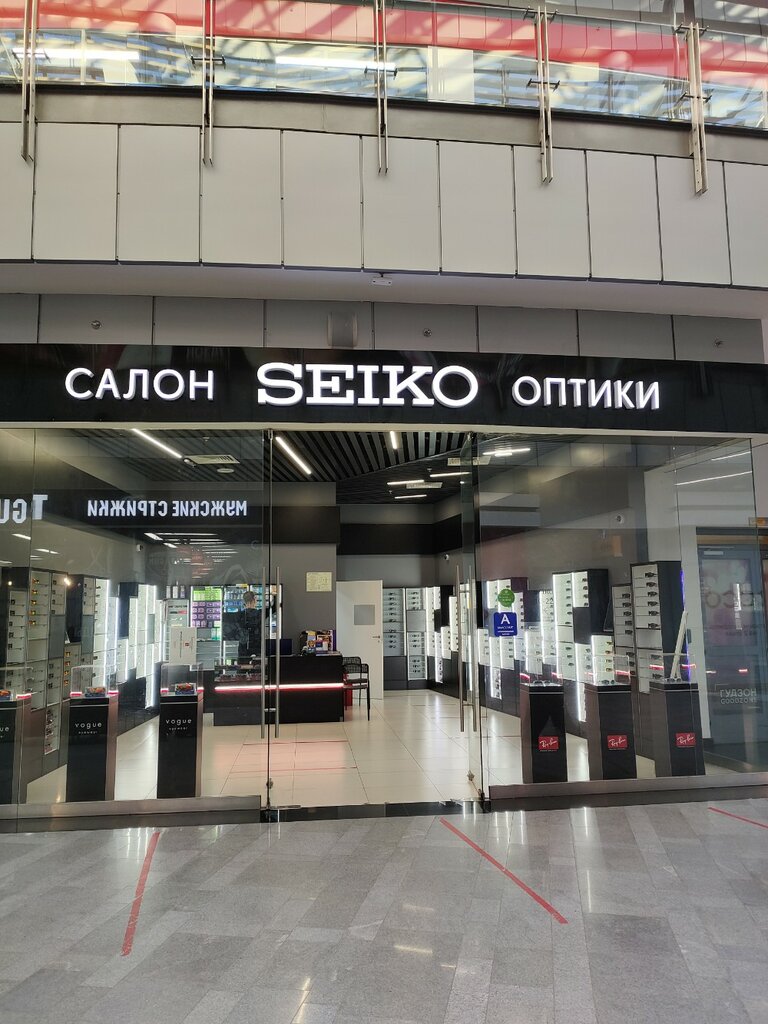 САЛОН SEIKO ОПТИКИ
МУЖСКИЕ СТРИЖКИ
A
vogue
vogue
Ray-Ban
Ray-Ban
Ray-Ban